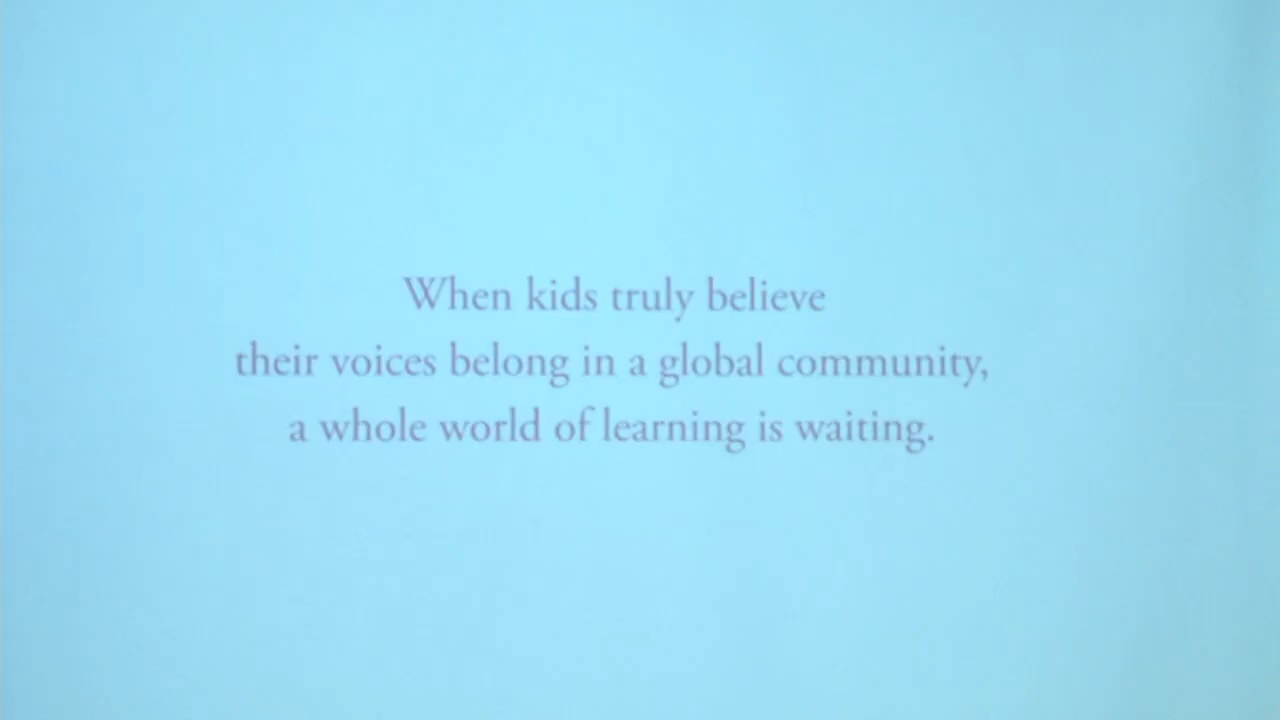 When kids truly believe
their voices belong in a global community,
a whole world of learning is waiting.